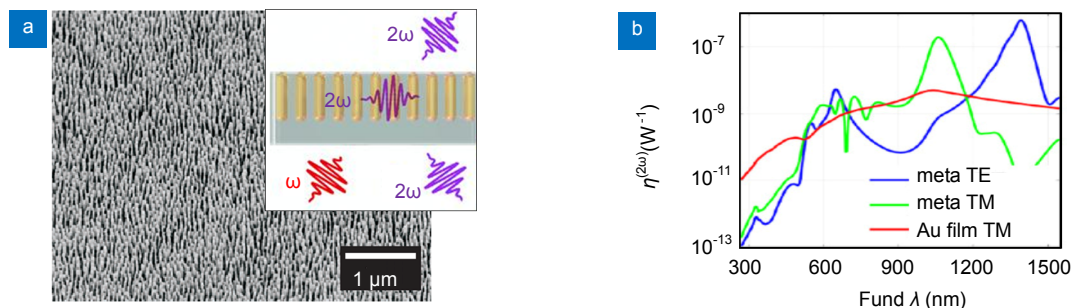 a
2ω
2ω
ω
2ω
1 µm
b
η(2ω)(W−1)
10−7
10−9
10−11
10−13
meta TE
meta TM
Au film TM
300
600
900
1200
1500
Fund λ (nm)